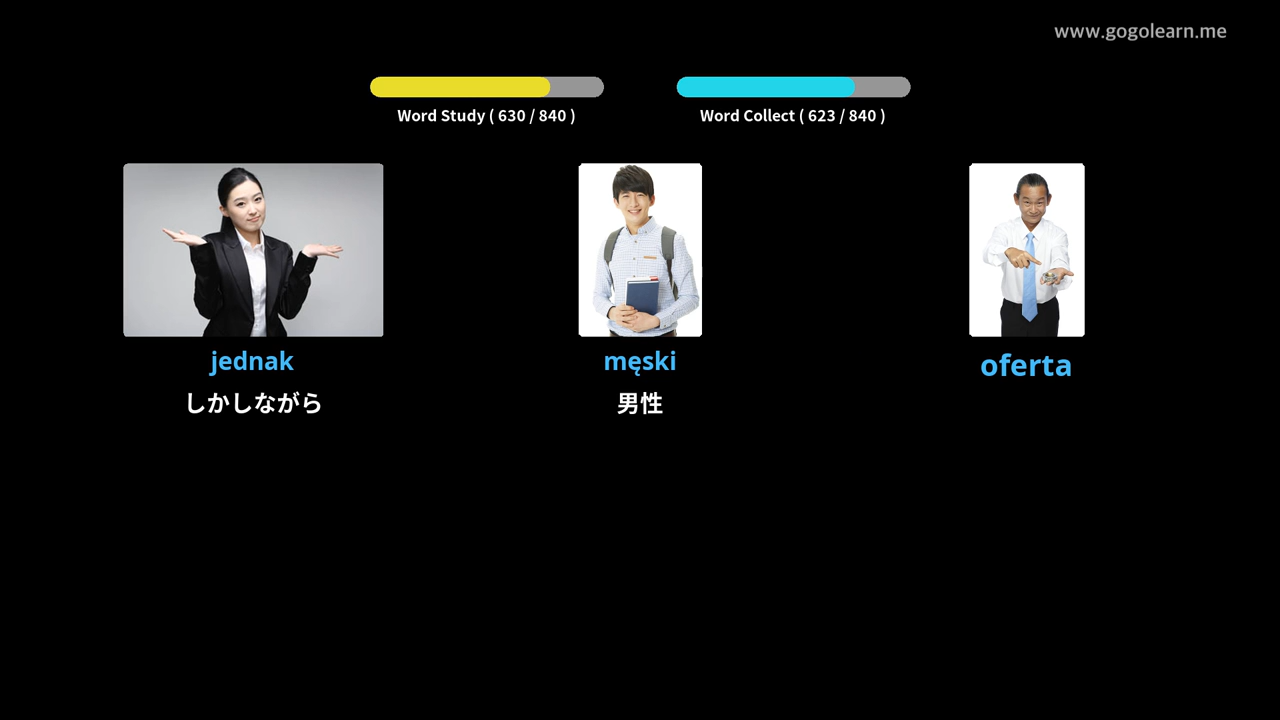 www.gogolearn.me
Word Study ( 630 / 840 )
Word Collect ( 623 / 840 )
jednak
męski
oferta
しかしながら
男性